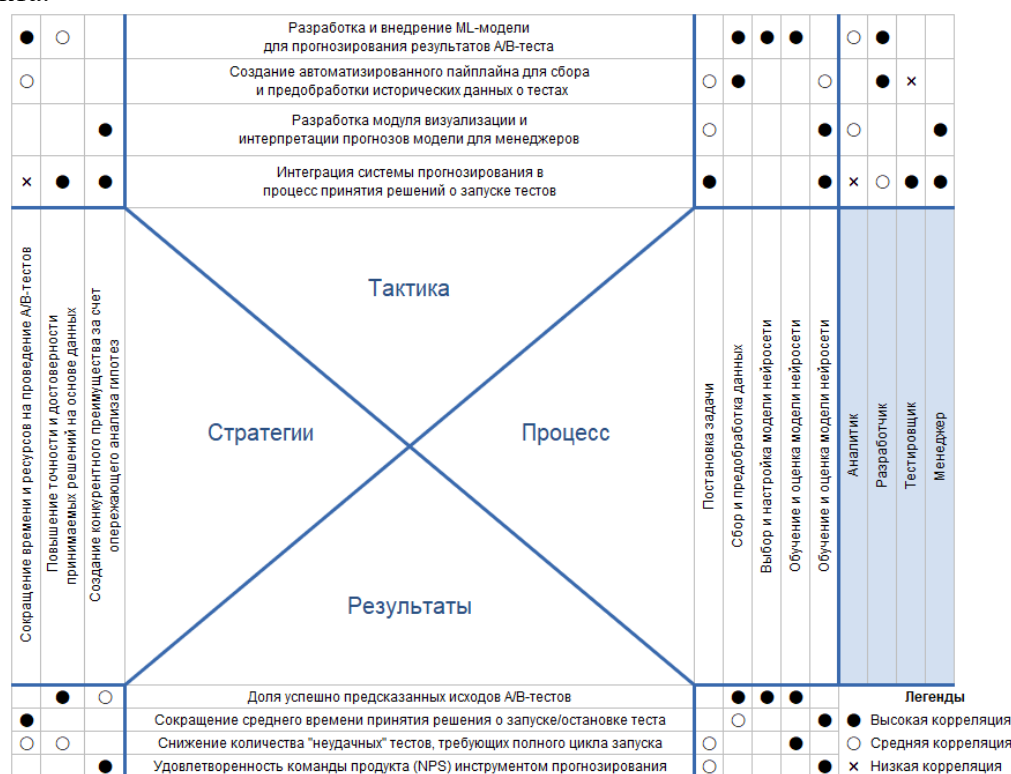 Разработка и внедрение ML-модели
для прогнозирования результатов A/B-теста
Создание автоматизированного пайплайна для сбора
и предобработки исторических данных о тестах
Разработка модуля визуализации и
интерпретации прогнозов модели для менеджеров
Интеграция системы прогнозирования в
процесс принятия решений о запуске тестов
Сокращение времени и ресурсов на проведение A/B-тестов
Повышение точности и достоверности
принимаемых решений на основе данных
Создание конкурентного преимущества за счет
опережающего анализа гипотез
Тактика
Стратегии
Процесс
Результаты
Постановка задачи
Сбор и предобработка данных
Выбор и настройка модели нейросети
Обучение и оценка модели нейросети
Обучение и оценка модели нейросети
Аналитик
Разработчик
Тестировщик
Менеджер
Доля успешно предсказанных исходов A/B-тестов
Сокращение среднего времени принятия решения о запуске/остановке теста
Снижение количества "неудачных" тестов, требующих полного цикла запуска
Удовлетворенность команды продукта (NPS) инструментом прогнозирования
Легенды
Высокая корреляция
Средняя корреляция
Низкая корреляция